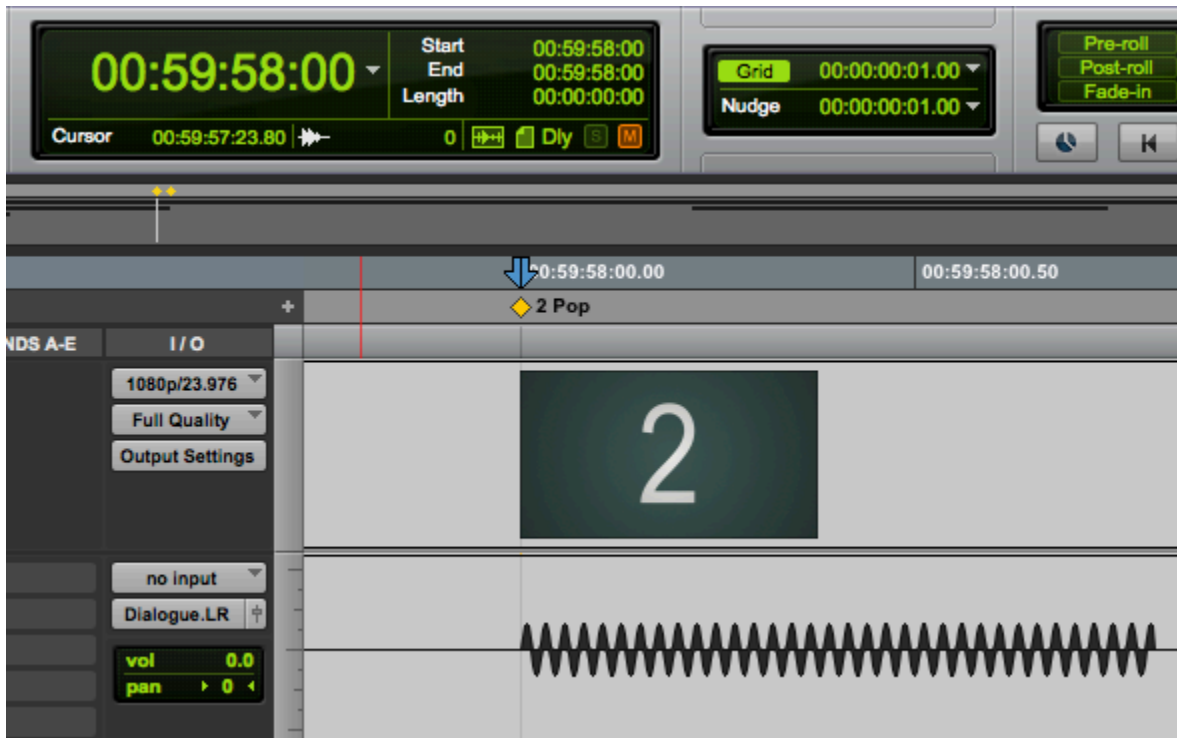 00:59:58:00
Start 00:59:58:00
End 00:59:58:00
Length 00:00:00:00
Cursor 00:59:57:23.80 0 Dly S M
Grid 00:00:00:01.00
Nudge 00:00:00:01.00
Pre-roll
Post-roll
Fade-in
00:59:58:00.00 00:59:58:00.50
2 Pop
NDS A-E I / O
1080p/23.976
Full Quality
Output Settings
2
no input
Dialogue.LR
vol 0.0
pan 0